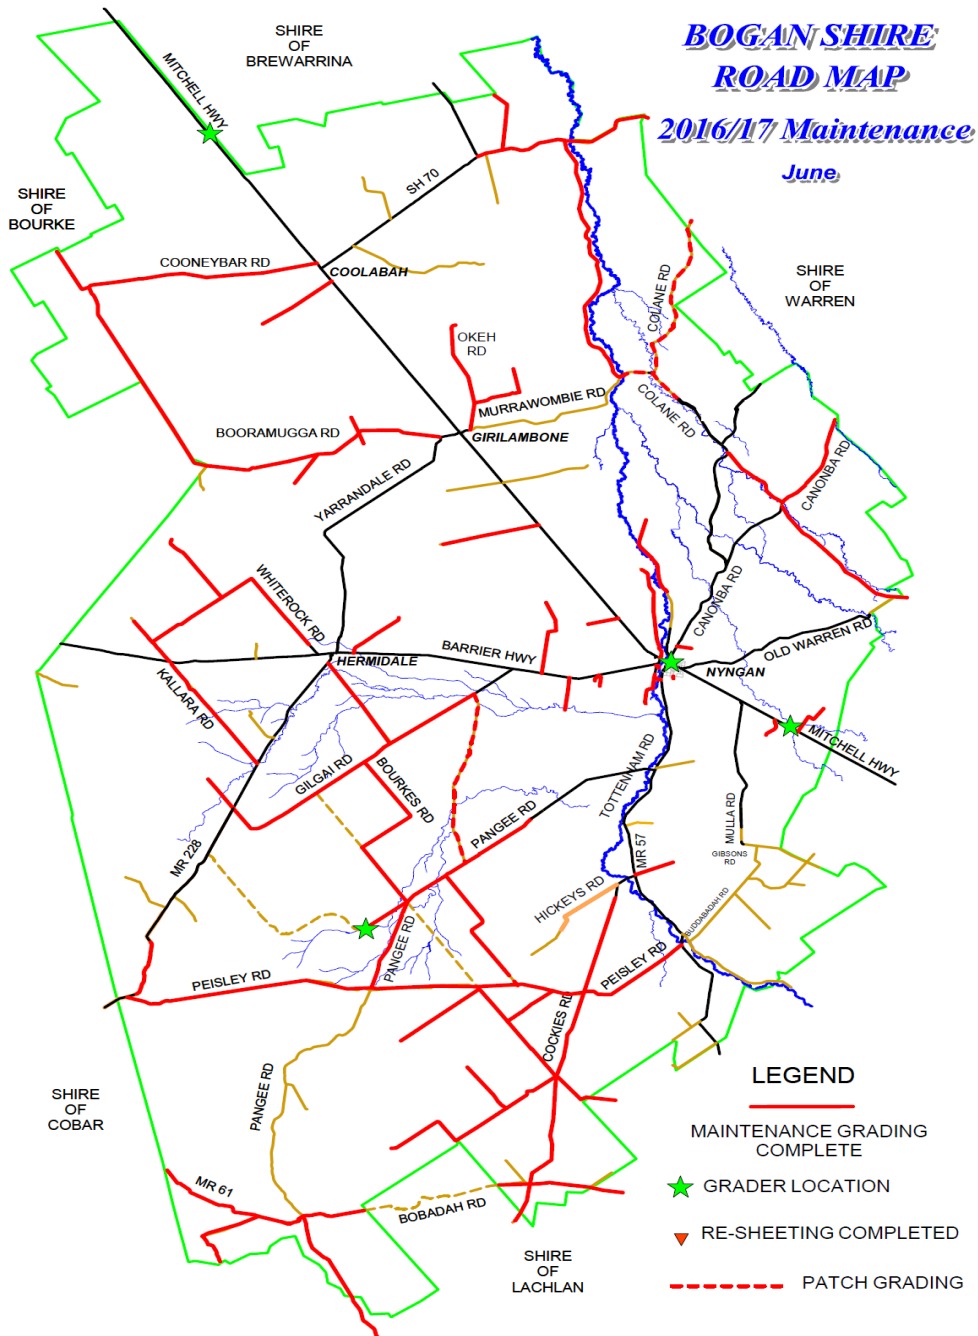 BOGAN SHIRE
ROAD MAP
2016/17 Maintenance
June
SHIRE
OF
BREWARRINA
MITCHELL HWY
SH 70
SHIRE
OF
BOURKE
COONEYBAR RD
COOLABAH
SHIRE
OF
WARREN
COLANE RD
OKEH
RD
MURRAWOMBIE RD
COLANE RD
BOORAMUGGA RD
GIRILAMBONE
CANONBA RD
YARRANDALE RD
WHITEROCK RD
CANONBA RD
OLD WARREN RD
HERMIDALE
BARRIER HWY
NYNGAN
KALLARA RD
MITCHELL HWY
GILGAI RD
BOURKES RD
TOTTENHAM RD
PANGEE RD
MULLA RD
MR 228
MR 57
GIBSONS
RD
HICKEYS RD
BUDDABADAH RD
PANGEE RD
PEISLEY RD
PEISLEY RD
COCKIES RD
PANGEE RD
SHIRE
OF
COBAR
MR 61
BOBADAH RD
SHIRE
OF
LACHLAN
LEGEND
MAINTENANCE GRADING
COMPLETE
GRADER LOCATION
RE-SHEETING COMPLETED
PATCH GRADING